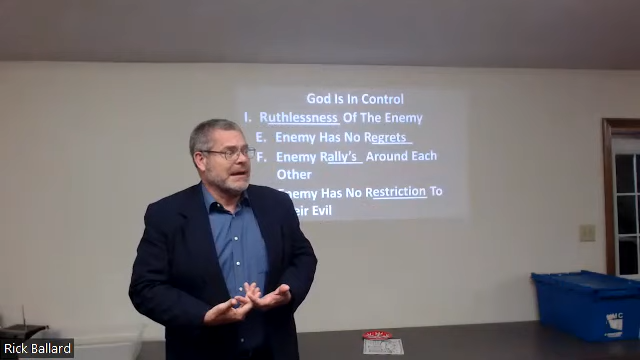 God Is In Control
I. Ruthlessness Of The Enemy
E. Enemy Has No Regrets
F. Enemy Rally's Around Each
Other
Enemy Has No Restriction To
eir Evil
Rick Ballard